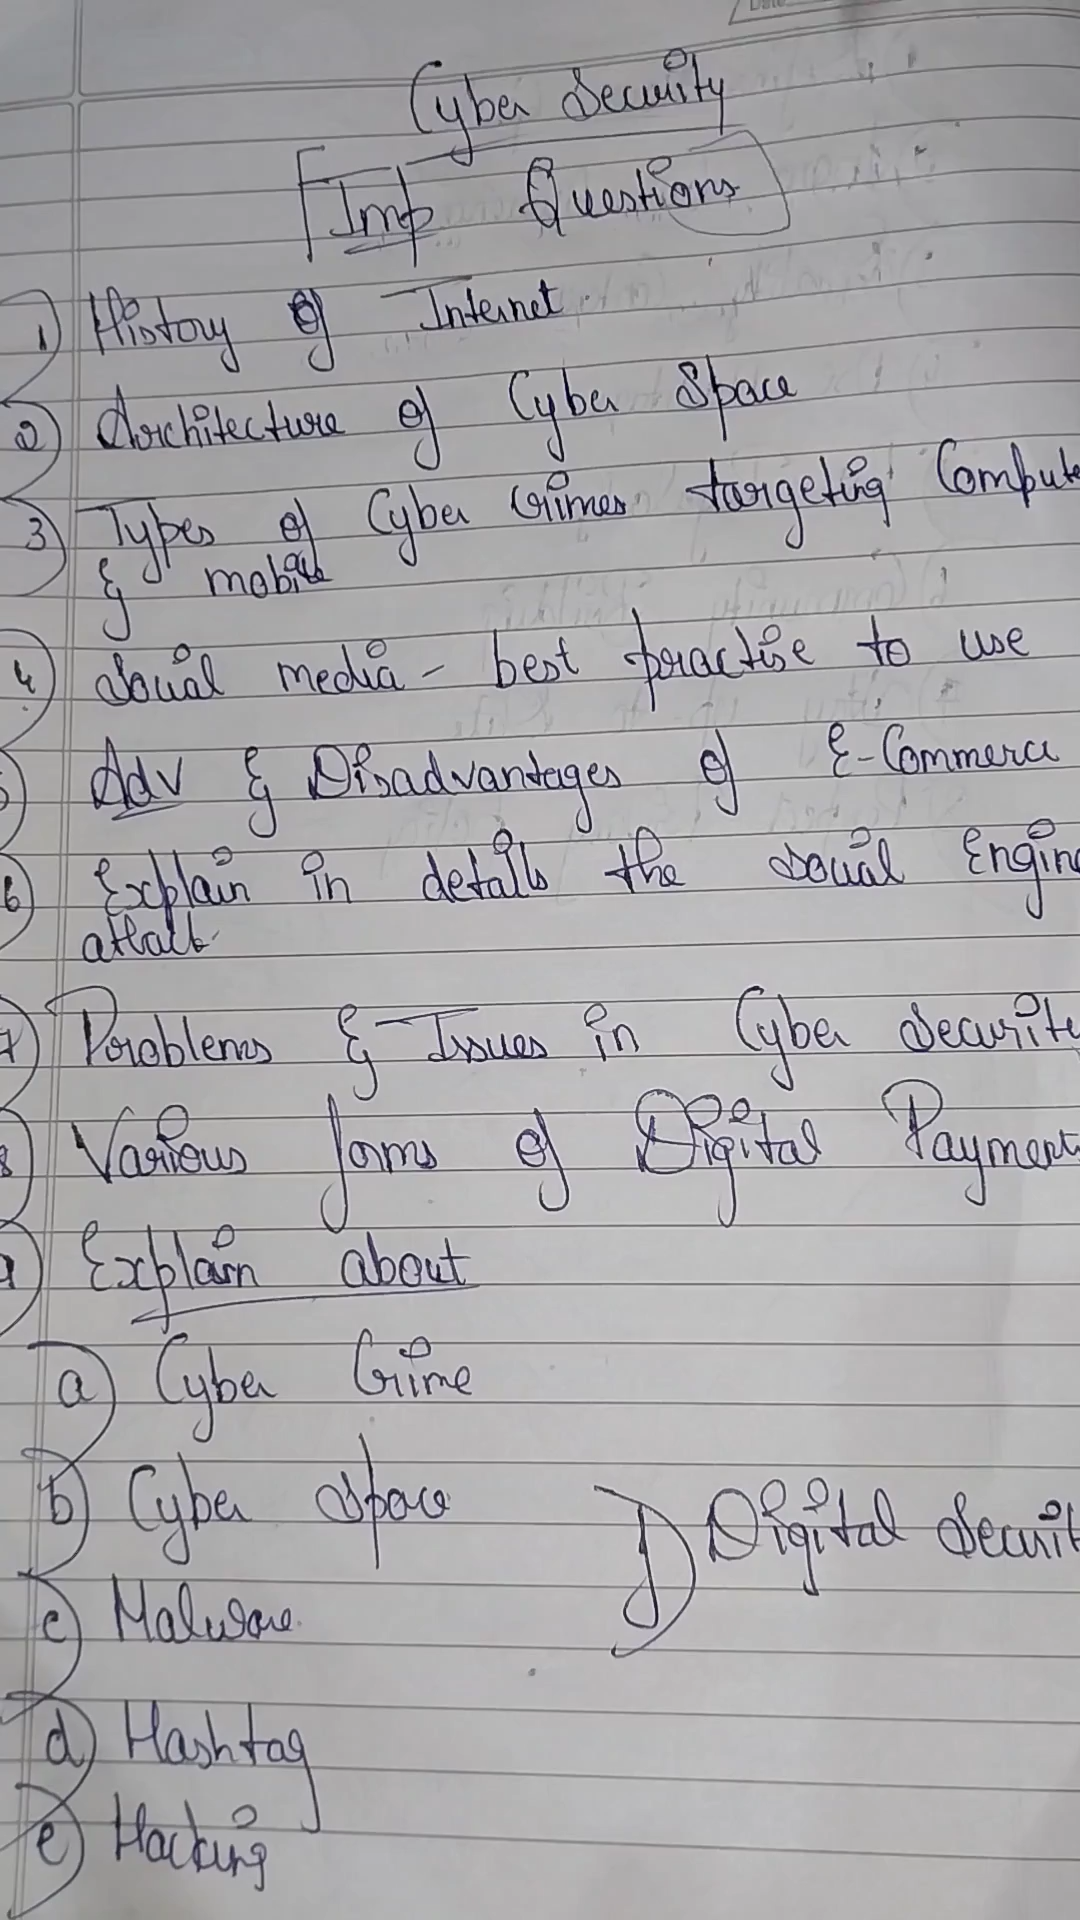 Cyber Security
Imp Questions
1) History of Internet
2) Architecture of Cyber Space
3) Types of Cyber Crimes targeting Compute
& mobile
4) Social media - best practise to use
Adv & Disadvantages of E-Commerce
6) Explain in details the social Engine
attack
7) Problems & Issues in Cyber Security
8) Various forms of Digital Payment
9) Explain about
a) Cyber Crime
b) Cyber space
f) Digital Securit
c) Malware
d) Hashtag
e) Hacking